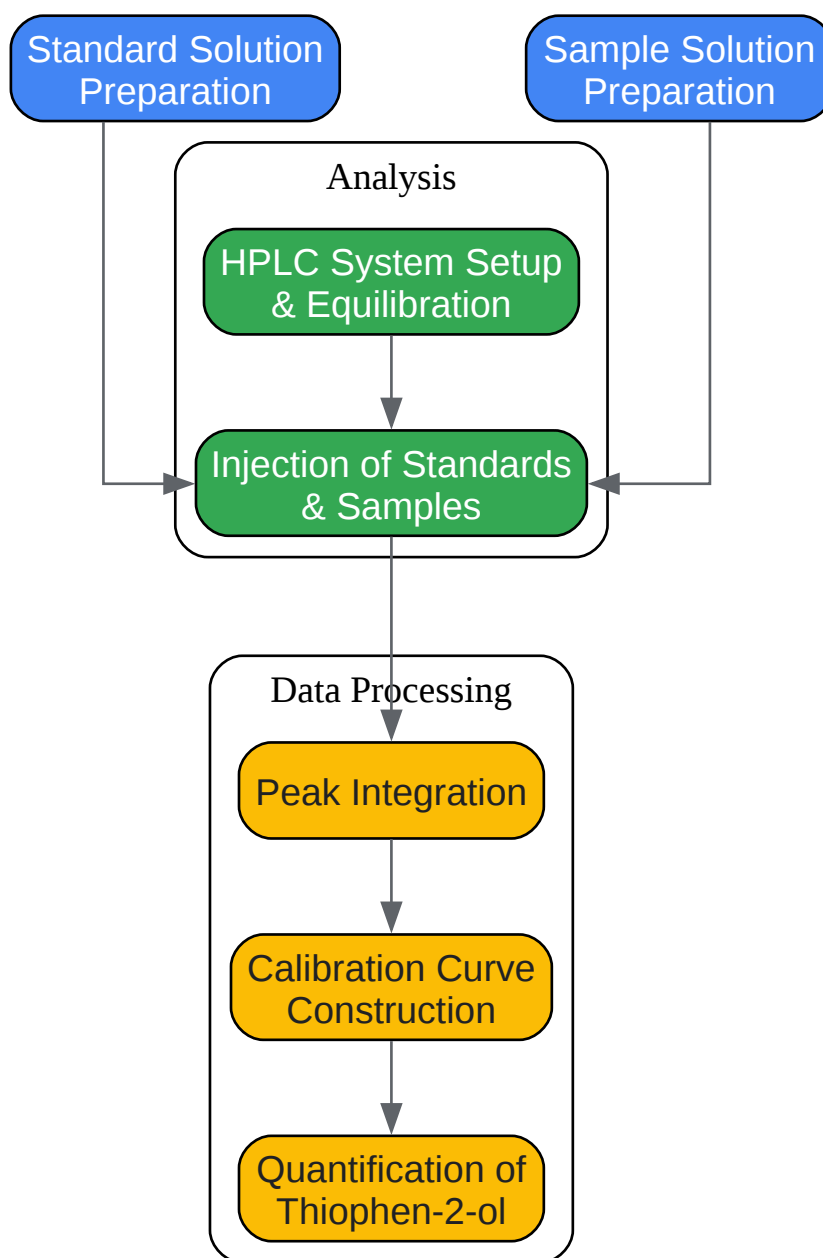 Standard Solution
Preparation
Sample Solution
Preparation
Analysis
HPLC System Setup
& Equilibration
Injection of Standards
& Samples
Data Processing
Peak Integration
Calibration Curve
Construction
Quantification of
Thiophen-2-ol